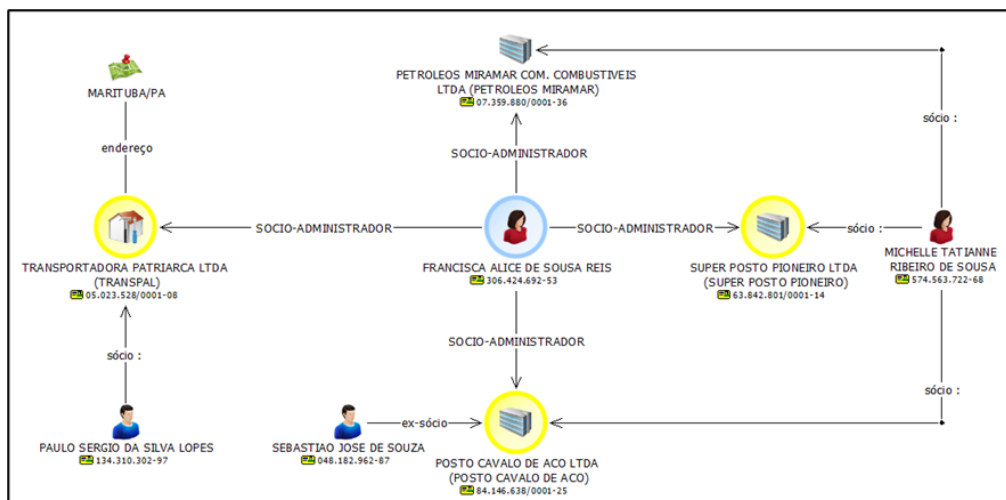 PETROLEOS MIRAMAR COM. COMBUSTIVEIS
LTDA (PETROLEOS MIRAMAR)
07.359.880/0001-36
MARITUBA/PA
sócio :
endereço
SOCIO-ADMINISTRADOR
SOCIO-ADMINISTRADOR
SOCIO-ADMINISTRADOR
sócio :
TRANSPORTADORA PATRIARCA LTDA
(TRANSPAL)
05.023.528/0001-08
FRANCISCA ALICE DE SOUSA REIS
306.424.692-53
SUPER POSTO PIONEIRO LTDA
(SUPER POSTO PIONEIRO)
63.842.801/0001-14
MICHELLE TATIANNE
RIBEIRO DE SOUSA
574.563.722-68
SOCIO-ADMINISTRADOR
sócio :
sócio :
ex-sócio
PAULO SERGIO DA SILVA LOPES
134.310.302-97
SEBASTIAO JOSE DE SOUZA
048.182.962-87
POSTO CAVALO DE ACO LTDA
(POSTO CAVALO DE ACO)
84.146.638/0001-25